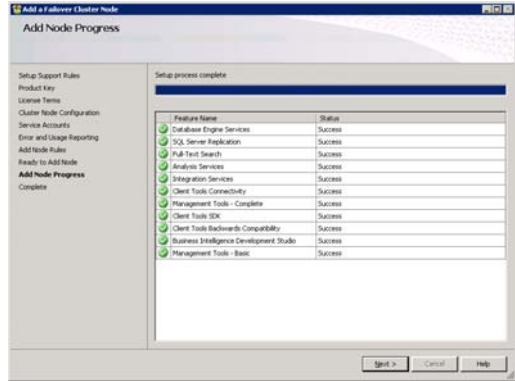 Add a Failover Cluster Node
Add Node Progress
Setup Support Rules
Product Key
License Terms
Cluster Node Configuration
Service Accounts
Error and Usage Reporting
Add Node Rules
Ready to Add Node
Add Node Progress
Complete
Setup process complete
Feature Name Status
Database Engine Services Success
SQL Server Replication Success
Full-Text Search Success
Analysis Services Success
Integration Services Success
Client Tools Connectivity Success
Management Tools - Complete Success
Client Tools SDK Success
Client Tools Backwards Compatibility Success
Business Intelligence Development Studio Success
Management Tools - Basic Success
Next > Cancel Help